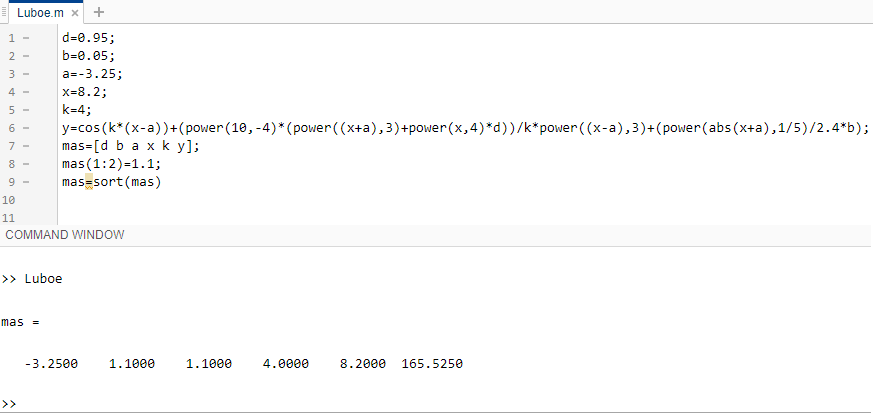 Luboe.m × +
1 – d=0.95;
2 – b=0.05;
3 – a=-3.25;
4 – x=8.2;
5 – k=4;
6 – y=cos(k*(x-a))+(power(10,-4)*(power((x+a),3)+power(x,4)*d))/k*power((x-a),3)+(power(abs(x+a),1/5)/2.4*b);
7 – mas=[d b a x k y];
8 – mas(1:2)=1.1;
9 – mas=sort(mas)
10
11
COMMAND WINDOW
>> Luboe
mas =
-3.2500 1.1000 1.1000 4.0000 8.2000 165.5250
>>